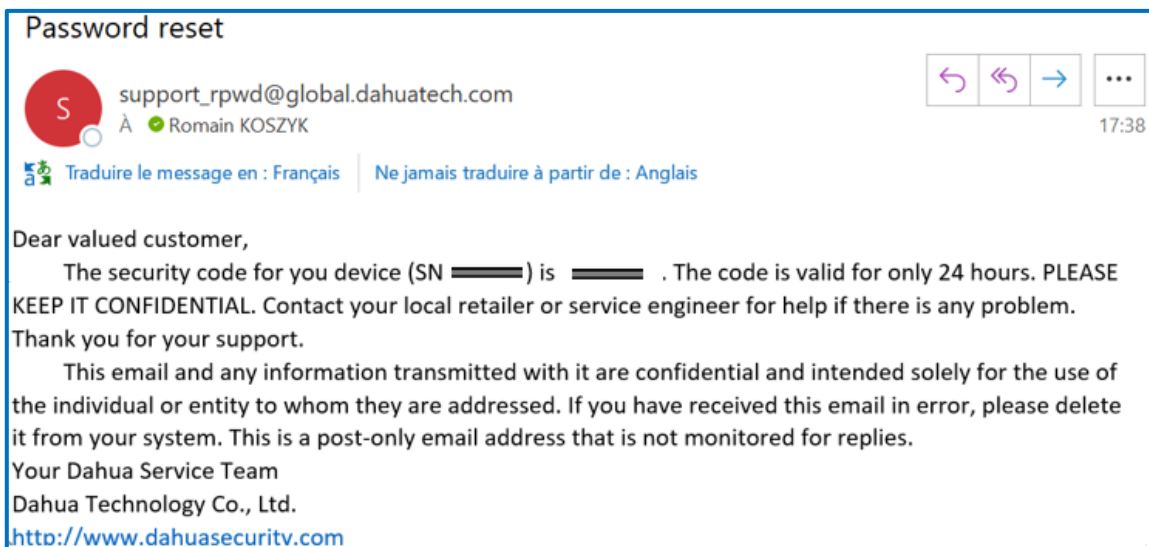 Password reset
S
support_rpwd@global.dahuatech.com
À Romain KOSZYK
17:38
Traduire le message en : Français
Ne jamais traduire à partir de : Anglais
Dear valued customer,
The security code for you device (SN ) is . The code is valid for only 24 hours. PLEASE
KEEP IT CONFIDENTIAL. Contact your local retailer or service engineer for help if there is any problem.
Thank you for your support.
This email and any information transmitted with it are confidential and intended solely for the use of
the individual or entity to whom they are addressed. If you have received this email in error, please delete
it from your system. This is a post-only email address that is not monitored for replies.
Your Dahua Service Team
Dahua Technology Co., Ltd.
http://www.dahuasecurity.com